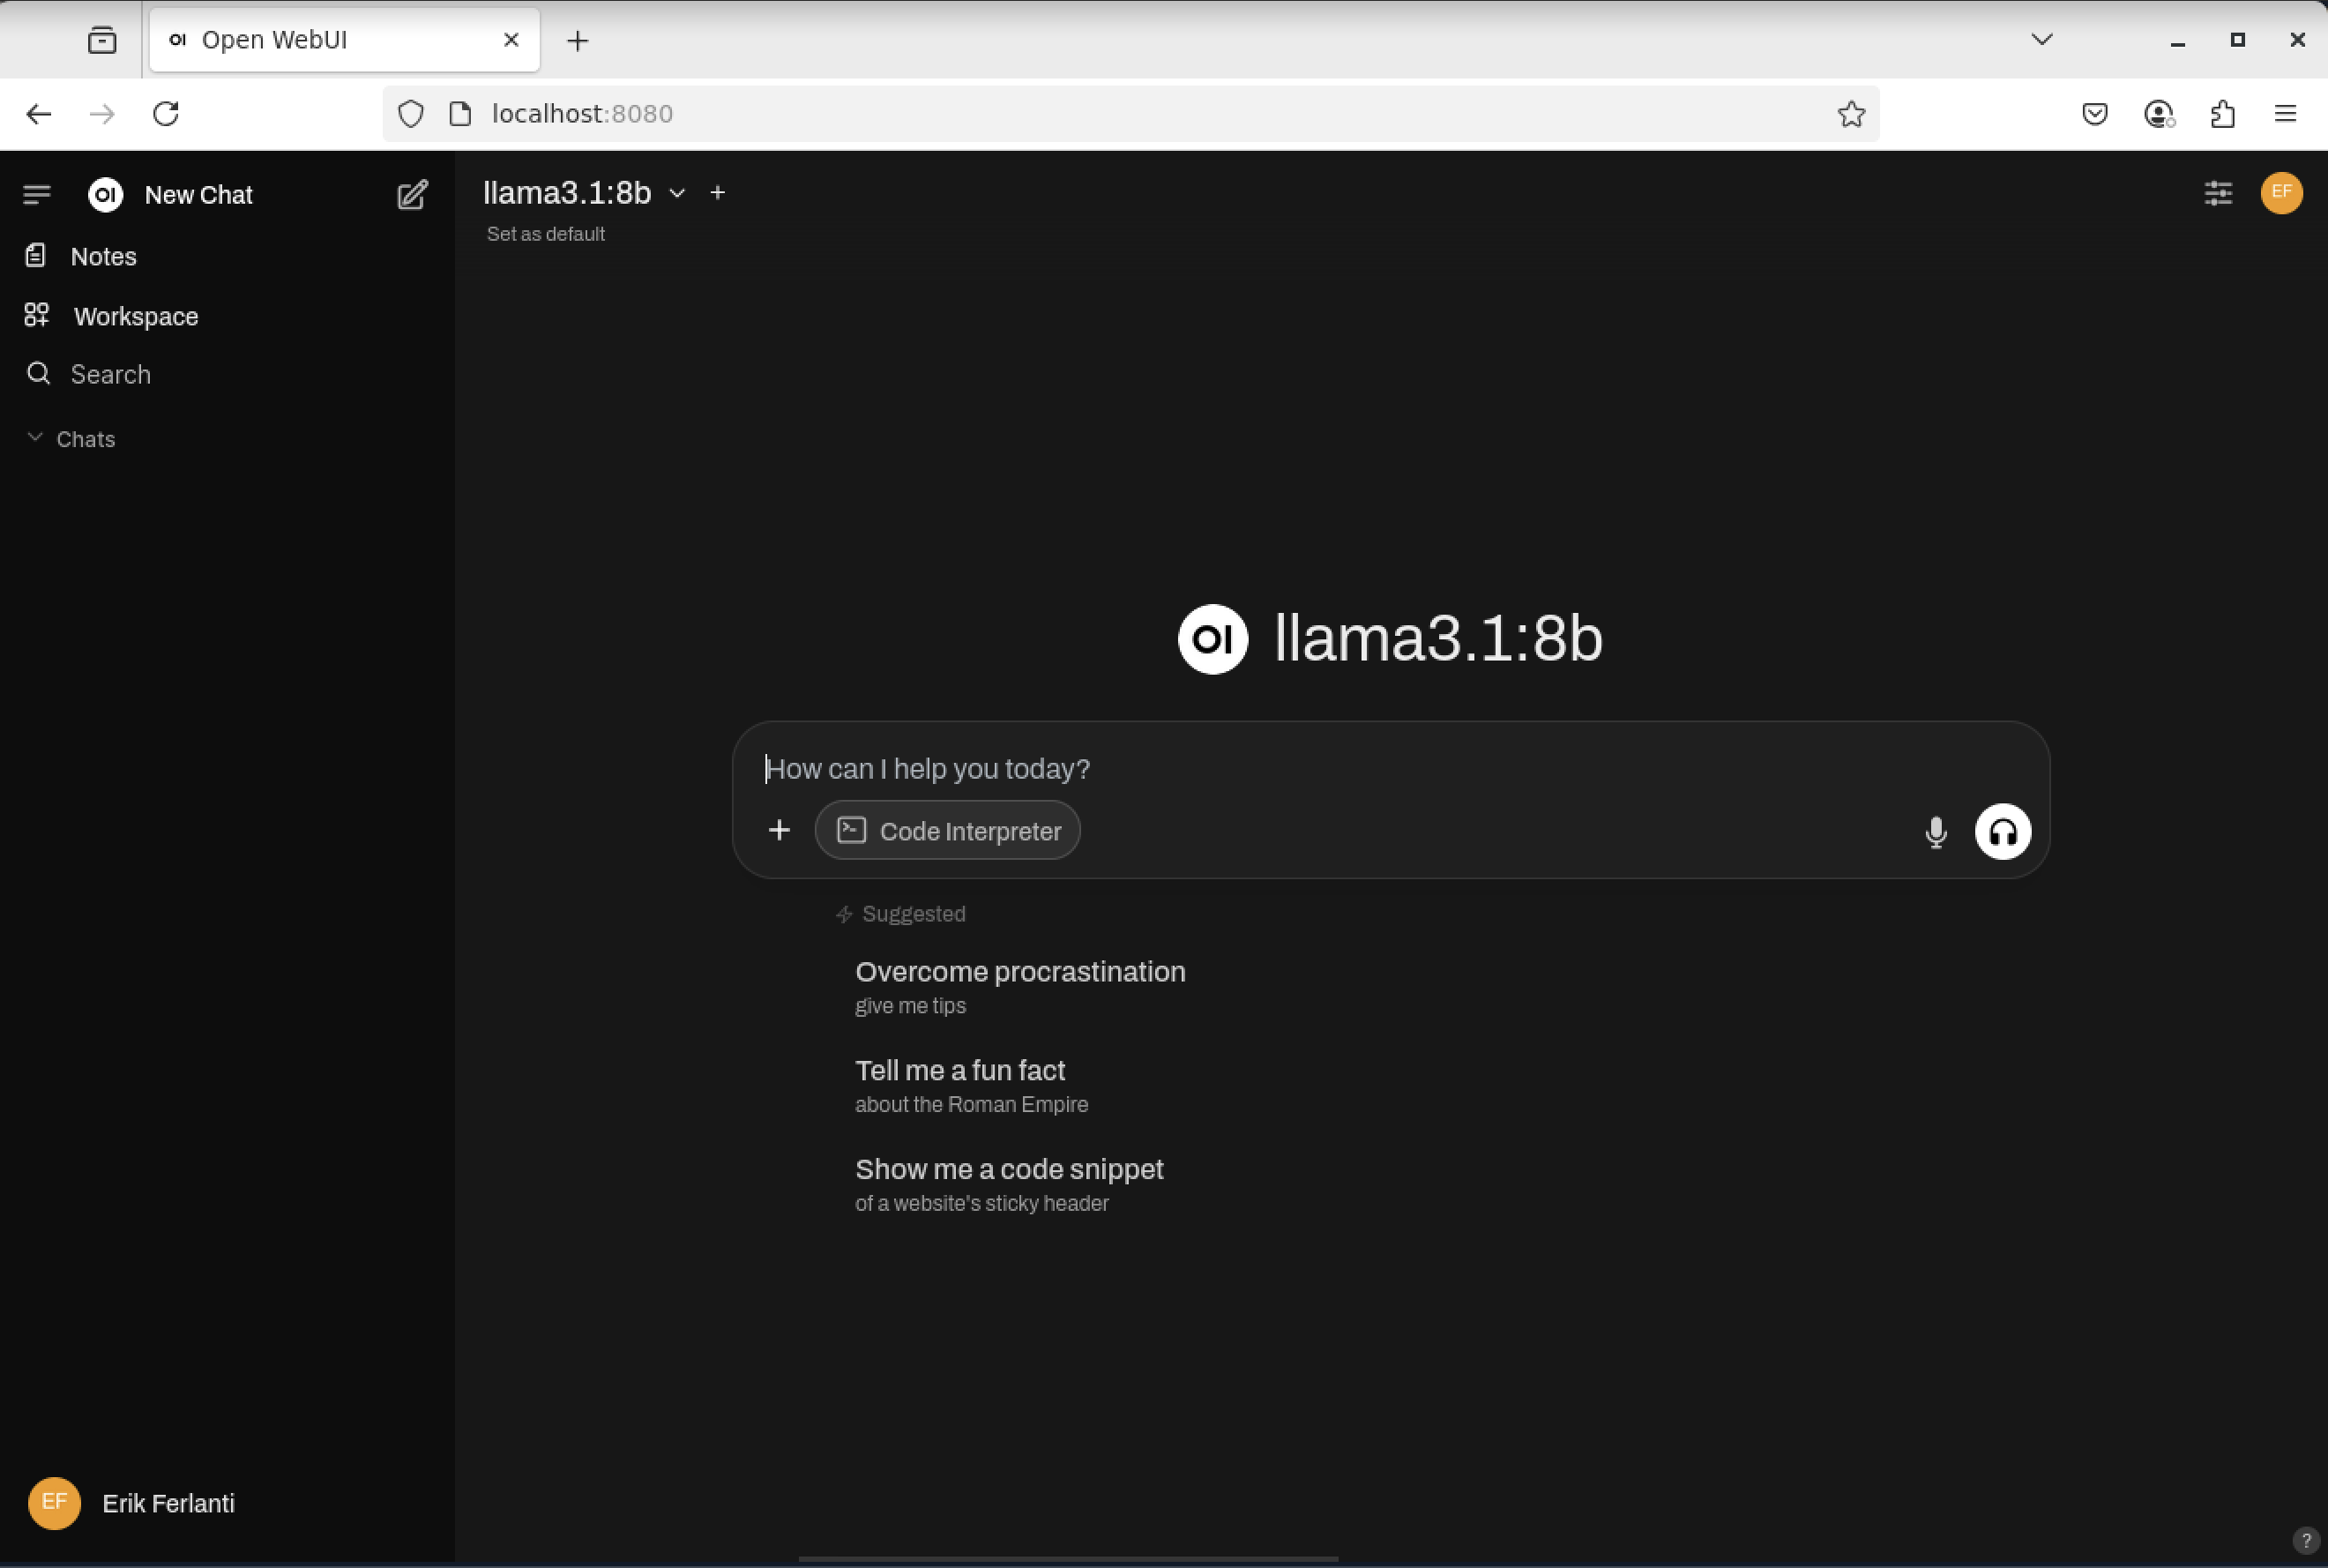 OI Open WebUI
localhost:8080
OI New Chat
Notes
Workspace
Search
Chats
Erik Ferlanti
EF
llama3.1:8b
Set as default
EF
OI llama3.1:8b
How can I help you today?
Code Interpreter
Suggested
Overcome procrastination
give me tips
Tell me a fun fact
about the Roman Empire
Show me a code snippet
of a website's sticky header
?